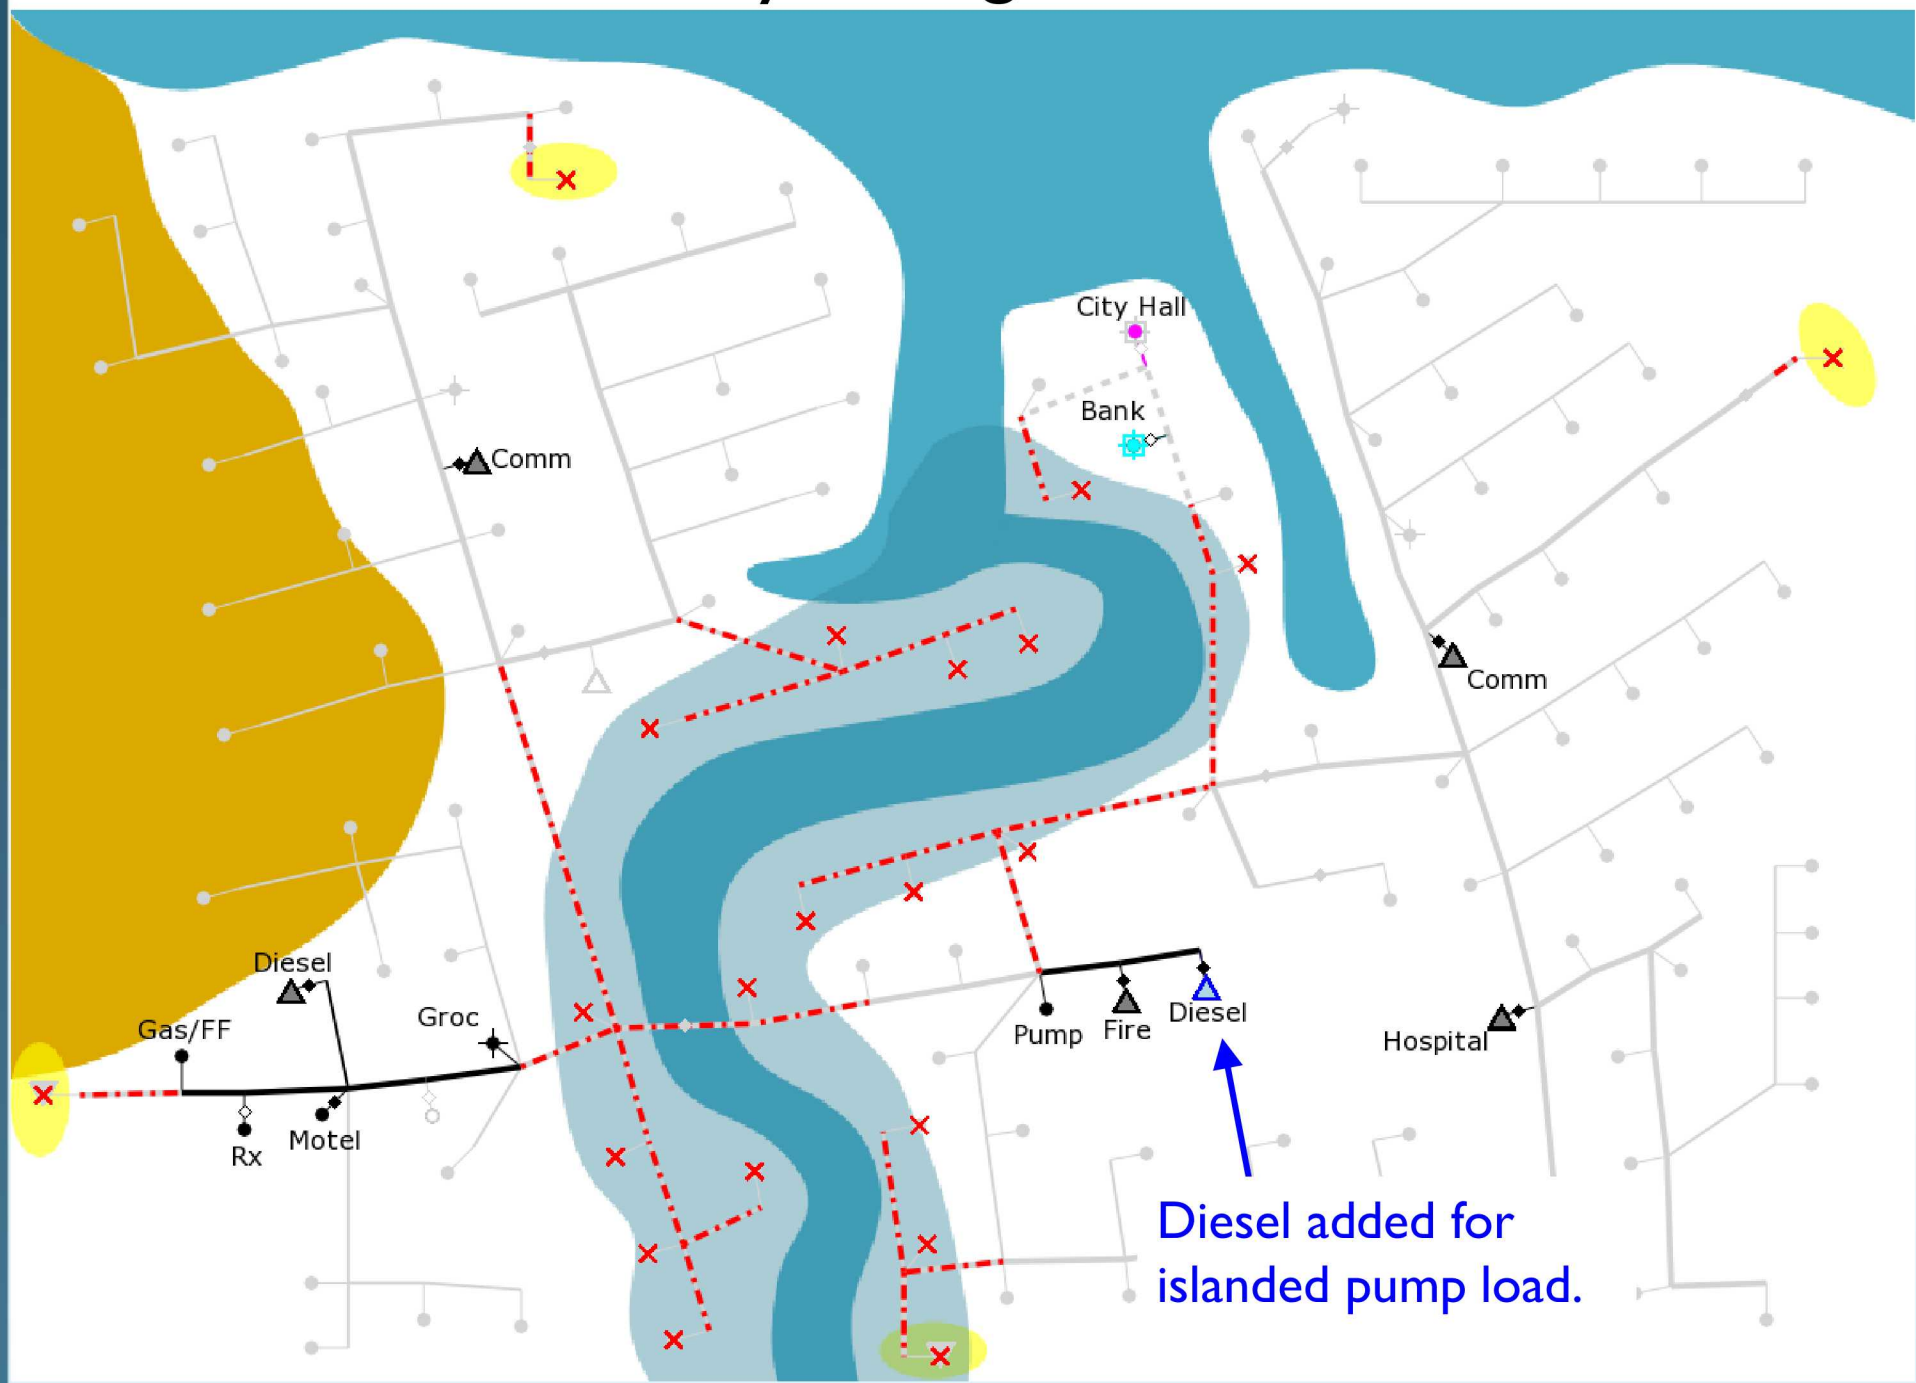 City Hall
Bank
Comm
Comm
Diesel
Groc
Gas/FF
Pump
Fire
Diesel
Hospital
Rx
Motel
Diesel added for
islanded pump load.